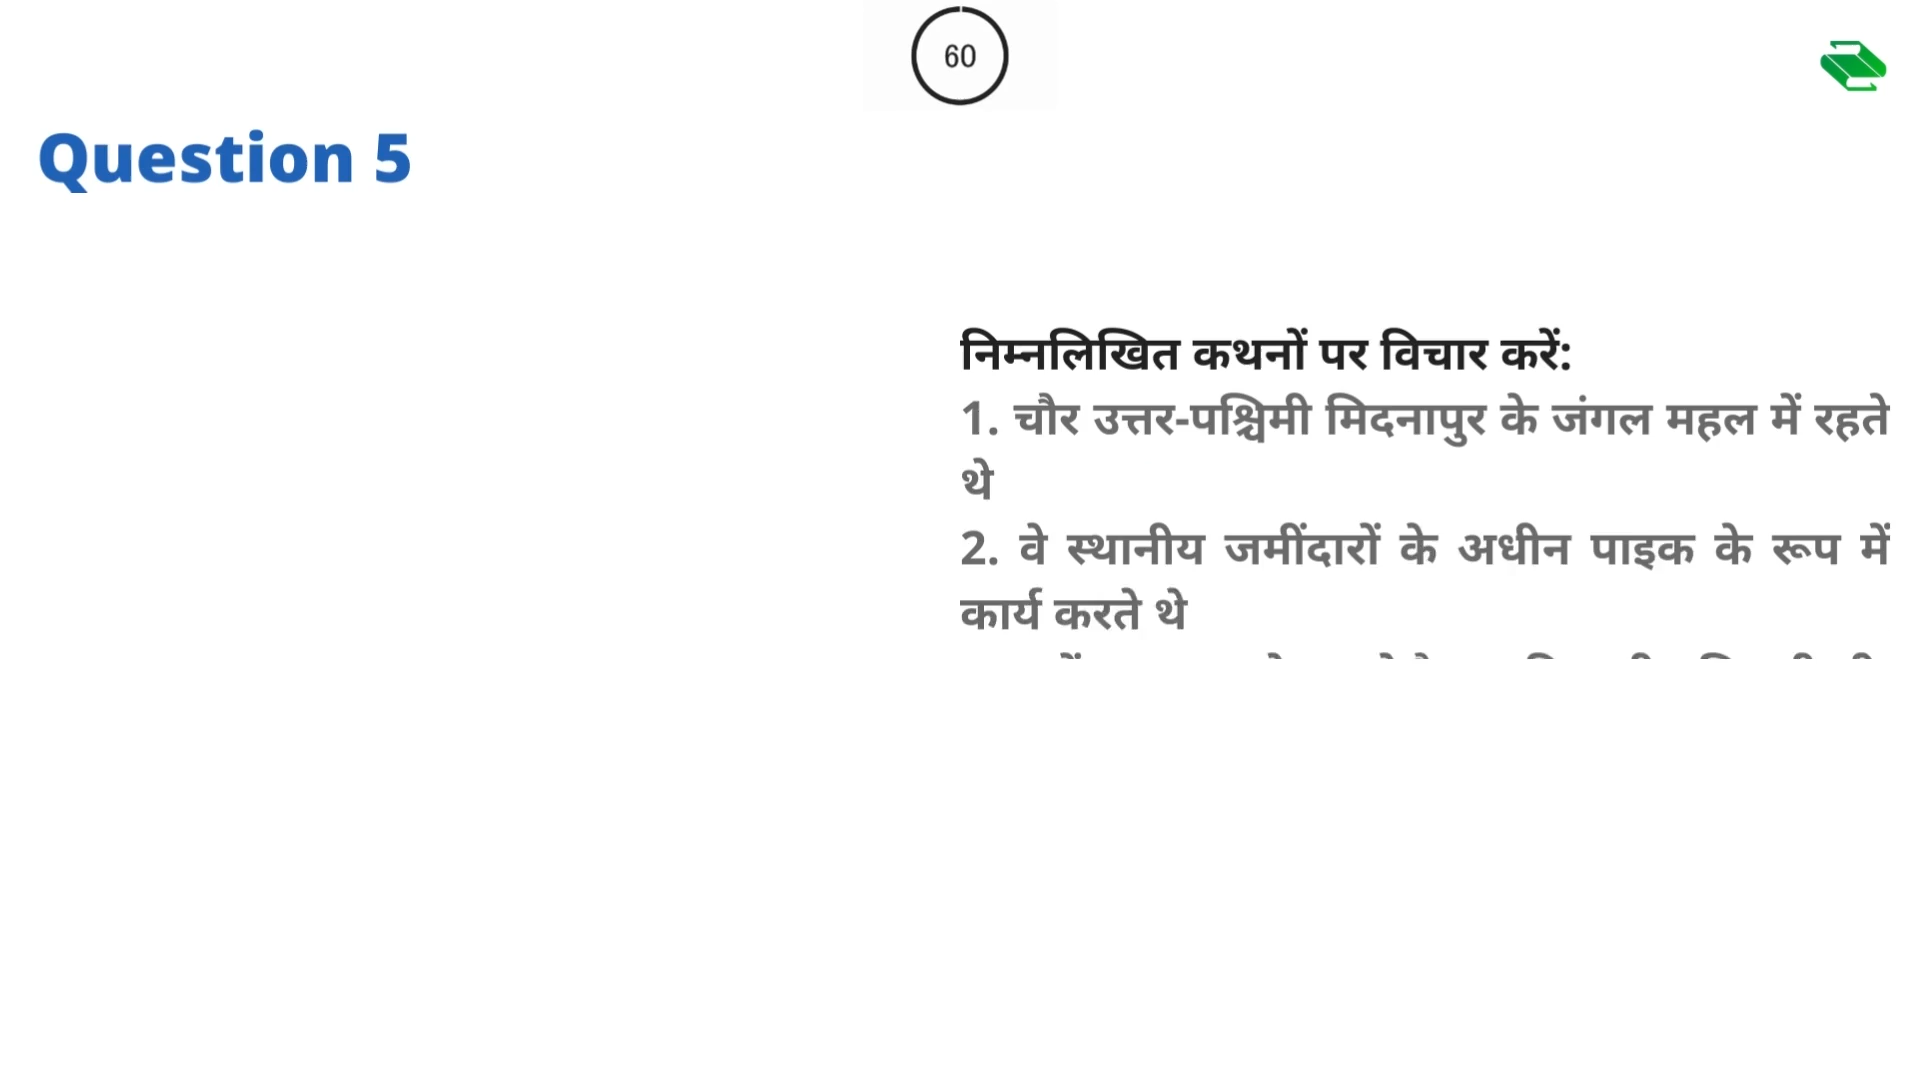 60
Question 5
निम्नलिखित कथनों पर विचार करें:
1. चौर उत्तर-पश्चिमी मिदनापुर के जंगल महल में रहते
थे
2. वे स्थानीय जमींदारों के अधीन पाइक के रूप में
कार्य करते थे